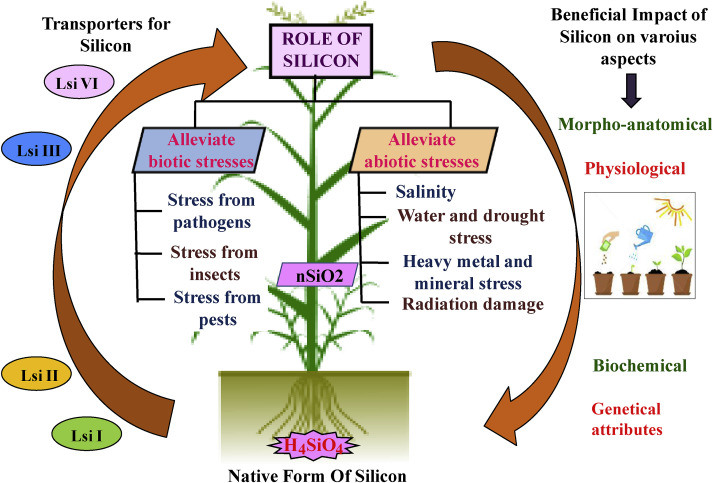 Transporters for
Silicon
Lsi VI
Lsi III
Lsi II
Lsi I
ROLE OF
SILICON
Alleviate
biotic stresses
Stress from
pathogens
Stress from
insects
Stress from
pests
Alleviate
abiotic stresses
Salinity
Water and drought
stress
Heavy metal and
mineral stress
Radiation damage
nSiO2
H₄SiO₄
Native Form Of Silicon
Beneficial Impact of
Silicon on varoius
aspects
Morpho-anatomical
Physiological
Biochemical
Genetical
attributes